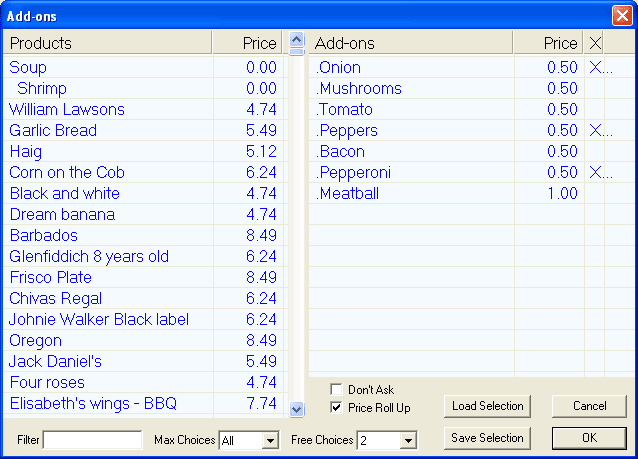 Add-ons
Products Price Add-ons Price X
Soup 0.00 .Onion 0.50 X...
Shrimp 0.00 .Mushrooms 0.50
William Lawsons 4.74 .Tomato 0.50
Garlic Bread 5.49 .Peppers 0.50 X...
Haig 5.12 .Bacon 0.50
Corn on the Cob 6.24 .Pepperoni 0.50 X...
Black and white 4.74 .Meatball 1.00
Dream banana 4.74
Barbados 8.49
Glenfiddich 8 years old 6.24
Frisco Plate 8.49
Chivas Regal 6.24
Johnie Walker Black label 6.24
Oregon 8.49
Jack Daniel's 5.49
Four roses 4.74
Elisabeth's wings - BBQ 7.74
Don't Ask
Price Roll Up Load Selection Cancel
Filter Max Choices All Free Choices 2 Save Selection OK